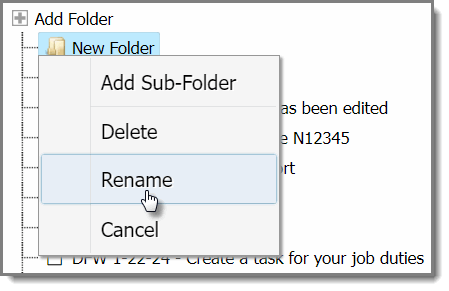 Add Folder
New Folder
Add Sub-Folder
as been edited
Delete
e N12345
ort
Rename
Cancel
DFW 1-22-24 - Create a task for your job duties